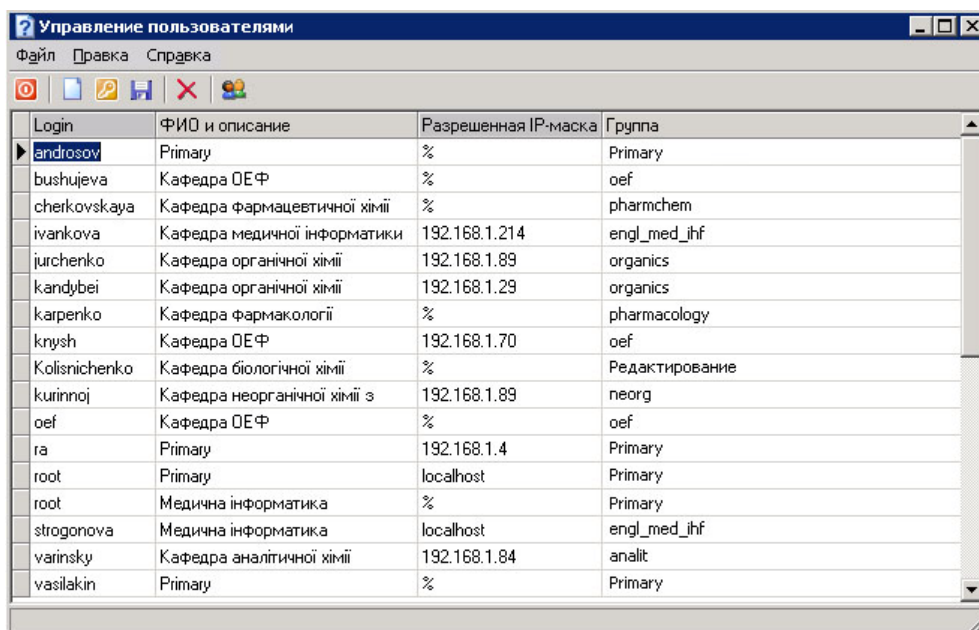 Управление пользователями
Файл Правка Справка
Login ФИО и описание Разрешенная IP-маска Группа
androsov Primary % Primary
bushujeva Кафедра ОЕФ % oef
cherkovskaya Кафедра фармацевтичної хімії % pharmchem
ivankova Кафедра медичної інформатики 192.168.1.214 engl_med_ihf
jurchenko Кафедра органічної хімії 192.168.1.89 organics
kandybei Кафедра органічної хімії 192.168.1.29 organics
karpenko Кафедра фармакології % pharmacology
knysh Кафедра ОЕФ 192.168.1.70 oef
Kolisnichenko Кафедра біологічної хімії % Редактирование
kurinnoj Кафедра неорганічної хімії з 192.168.1.89 neorg
oef Кафедра ОЕФ % oef
ra Primary 192.168.1.4 Primary
root Primary localhost Primary
root Медична інформатика % Primary
strogonova Медична інформатика localhost engl_med_ihf
varinsky Кафедра аналітичної хімії 192.168.1.84 analit
vasilakin Primary % Primary